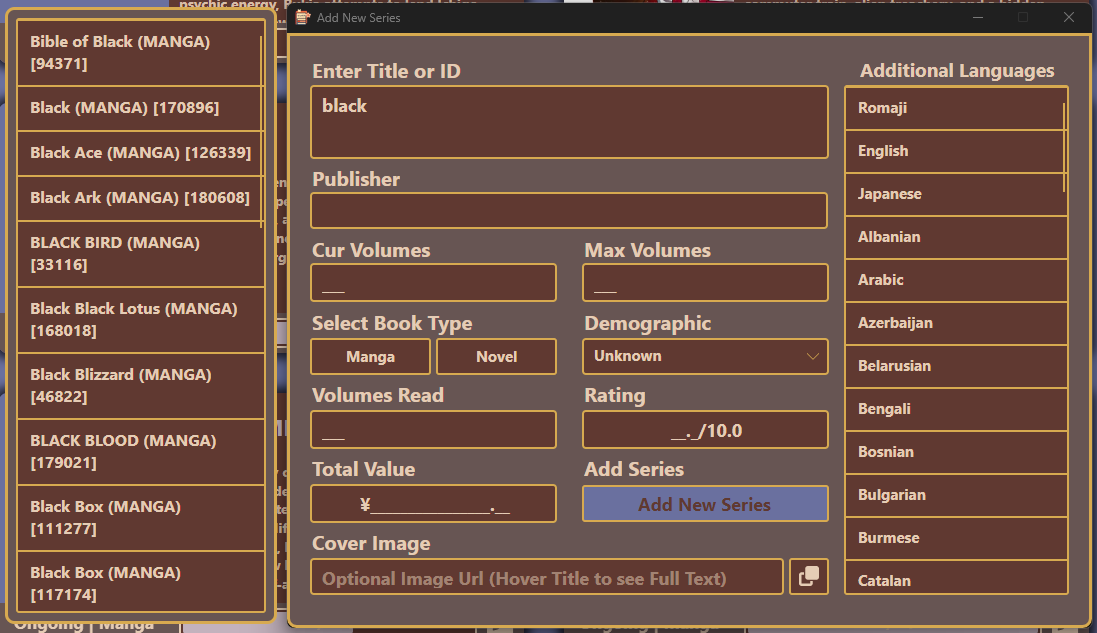 psychic energy,
Add New Series
Bible of Black (MANGA)
[94371]
Black (MANGA) [170896]
Black Ace (MANGA) [126339]
Black Ark (MANGA) [180608]
BLACK BIRD (MANGA)
[33116]
Black Black Lotus (MANGA)
[168018]
Black Blizzard (MANGA)
[46822]
BLACK BLOOD (MANGA)
[179021]
Black Box (MANGA)
[111277]
Black Box (MANGA)
[117174]
Enter Title or ID
black
Publisher
Cur Volumes
Max Volumes
___
___
Select Book Type
Demographic
Manga
Novel
Unknown
Volumes Read
Rating
___
__._/10.0
Total Value
Add Series
¥________________.__
Add New Series
Cover Image
Optional Image Url (Hover Title to see Full Text)
Additional Languages
Romaji
English
Japanese
Albanian
Arabic
Azerbaijan
Belarusian
Bengali
Bosnian
Bulgarian
Burmese
Catalan
Ongoing | Manga